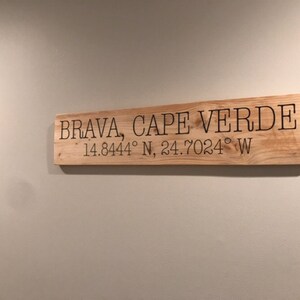 BRAVA, CAPE VERDE
14.8444° N, 24.7024° W